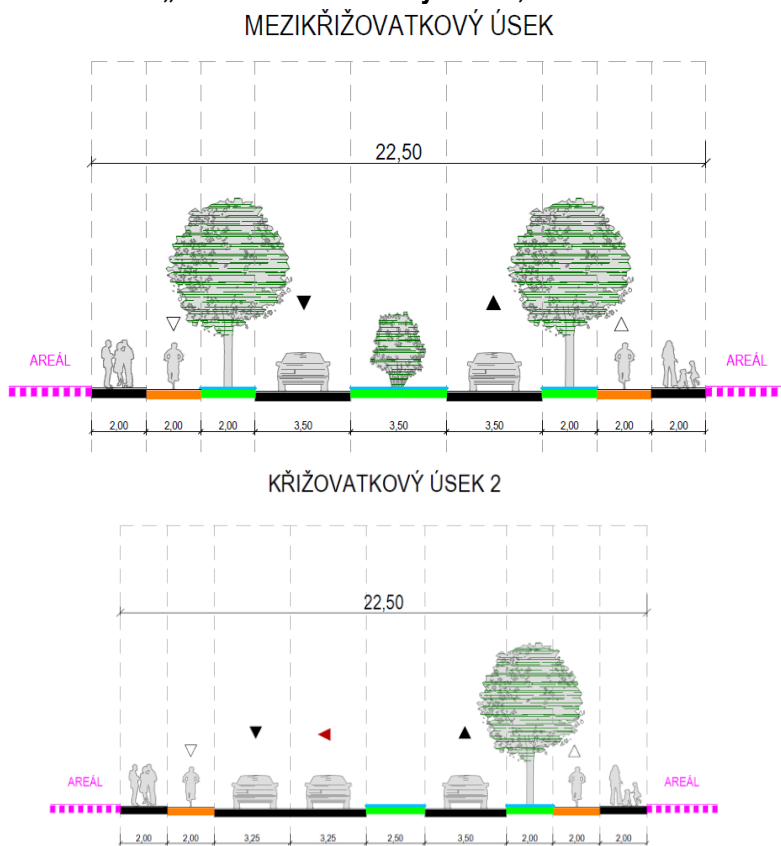 MEZIKŘIŽOVATKOVÝ ÚSEK
22,50
AREÁL AREÁL
2,00 2,00 2,00 3,50 3,50 3,50 2,00 2,00 2,00
KŘIŽOVATKOVÝ ÚSEK 2
22,50
AREÁL AREÁL
2,00 2,00 3,25 3,25 2,50 3,50 2,00 2,00 2,00